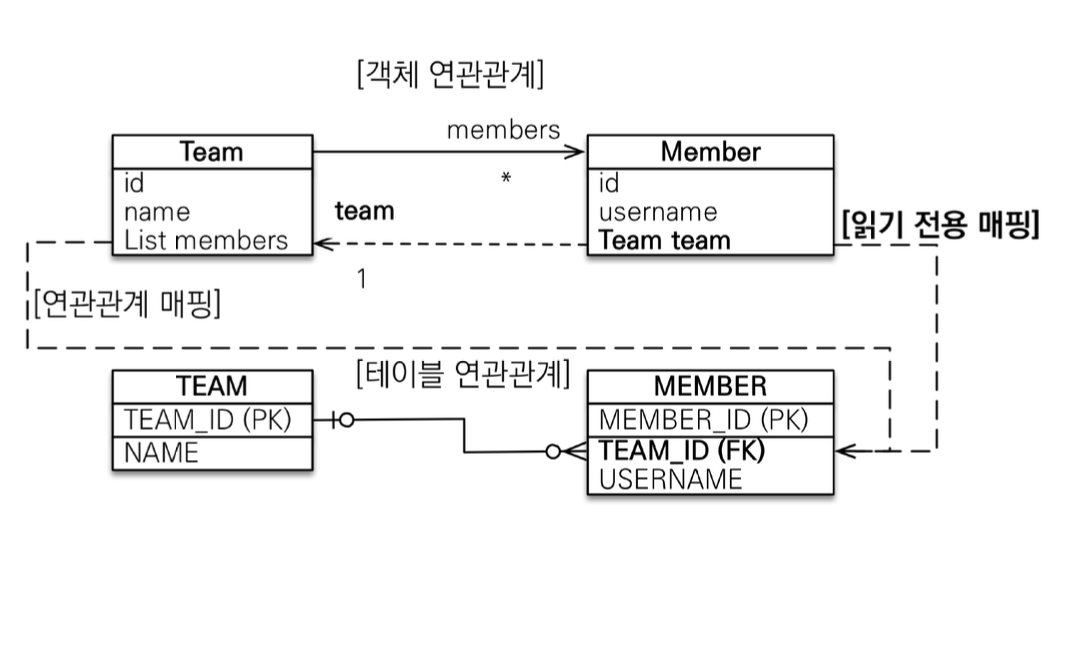 [객체 연관관계]
members
Team
id
name
List members
*
team
1
Member
id
username
Team team
[읽기 전용 매핑]
[연관관계 매핑]
[테이블 연관관계]
TEAM
TEAM_ID (PK)
NAME
MEMBER
MEMBER_ID (PK)
TEAM_ID (FK)
USERNAME